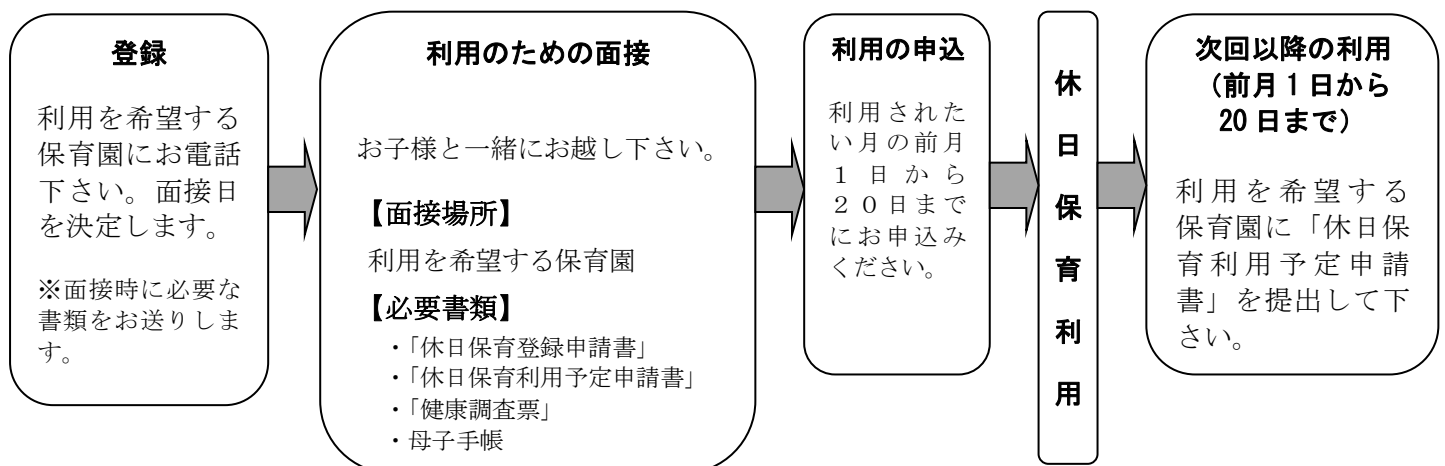 登録
利用を希望する
保育園にお電話
下さい。面接日
を決定します。
※面接時に必要な
書類をお送りしま
す。
利用のための面接
お子様と一緒にお越し下さい。
【面接場所】
利用を希望する保育園
【必要書類】
・「休日保育登録申請書」
・「休日保育利用予定申請書」
・「健康調査票」
・母子手帳
利用の申込
利用された
い月の前月
１日から
２０日まで
にお申込み
ください。
休
日
保
育
利
用
次回以降の利用
（前月１日から
20日まで）
利用を希望する
保育園に「休日保
育利用予定申請
書」を提出して下
さい。